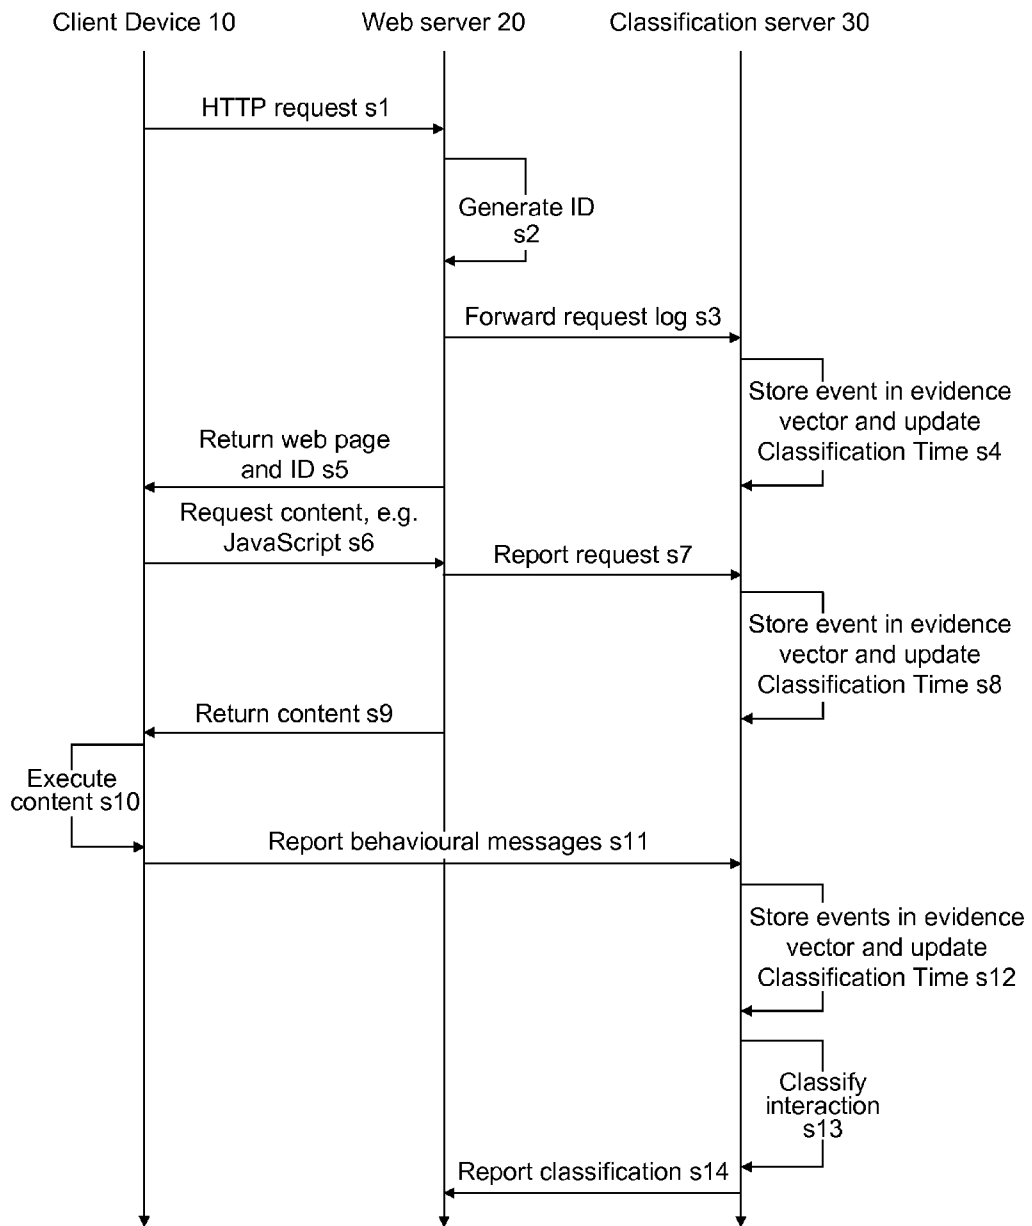 Client Device 10
Web server 20
Classification server 30
HTTP request s1
Generate ID
s2
Forward request log s3
Store event in evidence
vector and update
Classification Time s4
Return web page
and ID s5
Request content, e.g.
JavaScript s6
Report request s7
Store event in evidence
vector and update
Classification Time s8
Return content s9
Execute
content s10
Report behavioural messages s11
Store events in evidence
vector and update
Classification Time s12
Classify
interaction
s13
Report classification s14